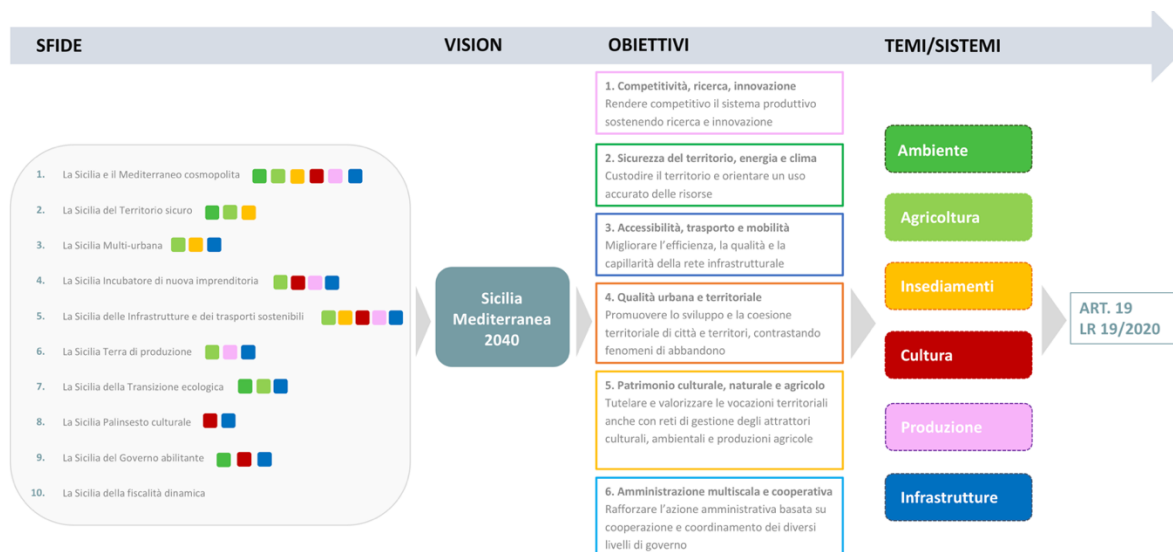 SFIDE
VISION
OBIETTIVI
TEMI/SISTEMI
1. La Sicilia e il Mediterraneo cosmopolita
2. La Sicilia del Territorio sicuro
3. La Sicilia Multi-urbana
4. La Sicilia Incubatore di nuova imprenditoria
5. La Sicilia delle Infrastrutture e dei trasporti sostenibili
6. La Sicilia Terra di produzione
7. La Sicilia della Transizione ecologica
8. La Sicilia Palinsesto culturale
9. La Sicilia del Governo abilitante
10. La Sicilia della fiscalità dinamica
Sicilia
Mediterranea
2040
1. Competitività, ricerca, innovazione
Rendere competitivo il sistema produttivo
sostenendo ricerca e innovazione
2. Sicurezza del territorio, energia e clima
Custodire il territorio e orientare un uso
accurato delle risorse
3. Accessibilità, trasporto e mobilità
Migliorare l'efficienza, la qualità e la
capillarità della rete infrastrutturale
4. Qualità urbana e territoriale
Promuovere lo sviluppo e la coesione
territoriale di città e territori, contrastando
fenomeni di abbandono
5. Patrimonio culturale, naturale e agricolo
Tutelare e valorizzare le vocazioni territoriali
anche con reti di gestione degli attrattori
culturali, ambientali e produzioni agricole
6. Amministrazione multiscala e cooperativa
Rafforzare l'azione amministrativa basata su
cooperazione e coordinamento dei diversi
livelli di governo
Ambiente
Agricoltura
Insediamenti
Cultura
Produzione
Infrastrutture
ART. 19
LR 19/2020